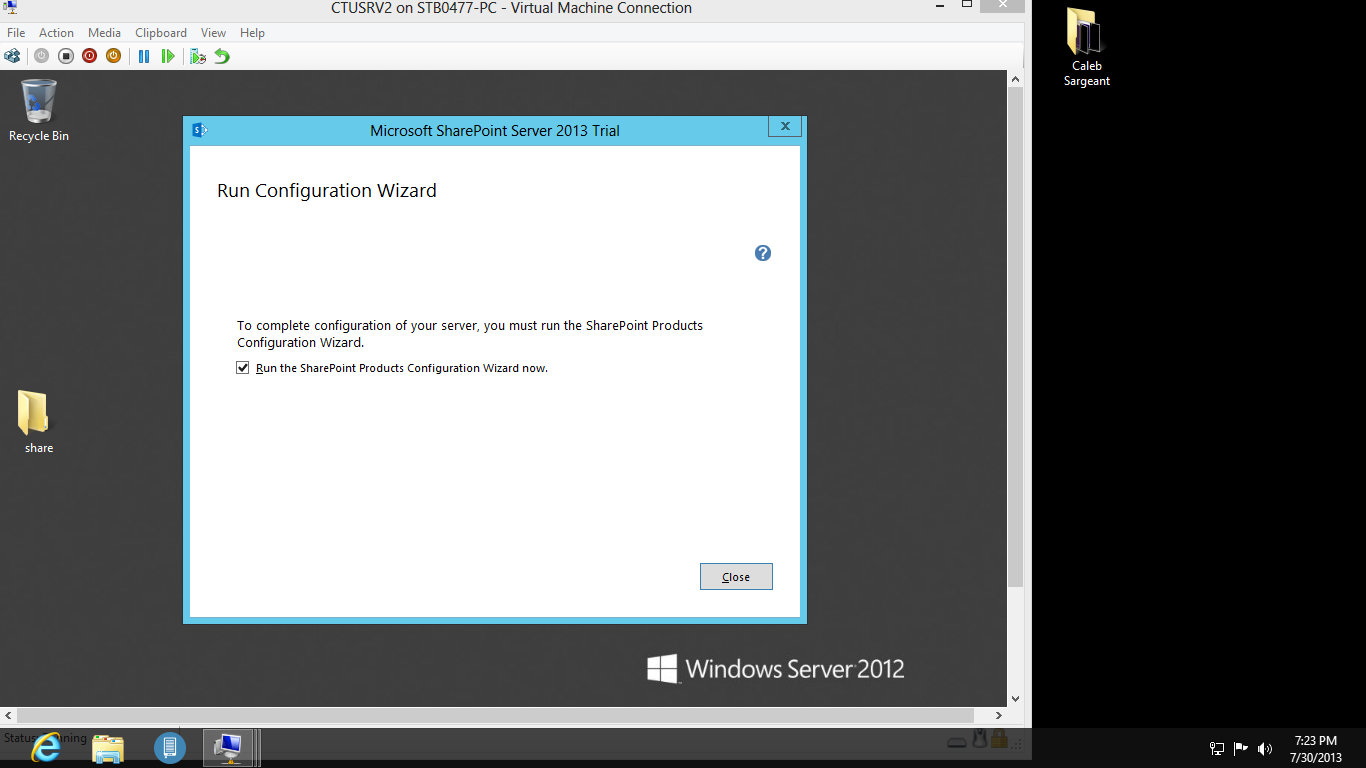 CTUSRV2 on STB0477-PC - Virtual Machine Connection
File Action Media Clipboard View Help
Caleb
Sargeant
Recycle Bin
Microsoft SharePoint Server 2013 Trial
Run Configuration Wizard
To complete configuration of your server, you must run the SharePoint Products
Configuration Wizard.
Run the SharePoint Products Configuration Wizard now.
share
Close
Windows Server 2012
7:23 PM
7/30/2013